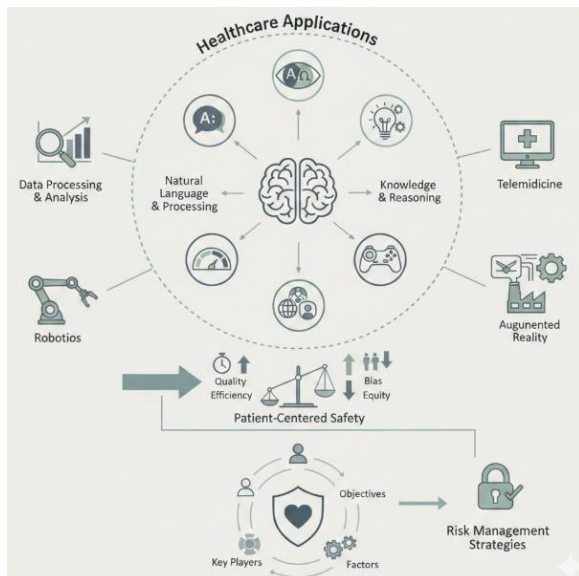 Healthcare Applications
AΩ
A:
Data Processing
& Analysis
Natural
Language
& Processing
Knowledge
& Reasoning
Telemidicine
Robotios
Augunented
Reality
Quality
Efficiency
Bias
Equity
Patient-Centered Safety
Objectives
Key Players
Factors
Risk Management
Strategies